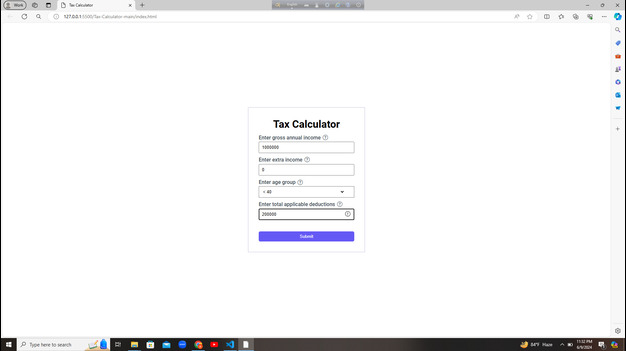 Work
Tax Calculator
127.0.0.1:5500/Tax-Calculator-main/index.html
Tax Calculator
Enter gross annual income ?
1000000
Enter extra income ?
0
Enter age group ?
< 40
Enter total applicable deductions ?
200000
Submit
Type here to search
84°F Haze
11:32 PM
6/9/2024